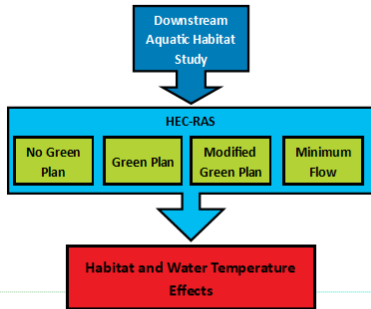 Downstream
Aquatic Habitat
Study
HEC-RAS
No Green
Plan
Green Plan
Modified
Green Plan
Minimum
Flow
Habitat and Water Temperature
Effects